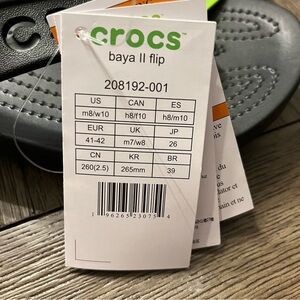 crocs™
baya II flip
208192-001
US CAN ES
m8/w10 h8/f10 h8/m10
EUR UK JP
41-42 m7/w8 26
CN KR BR
260(2.5) 265mm 39